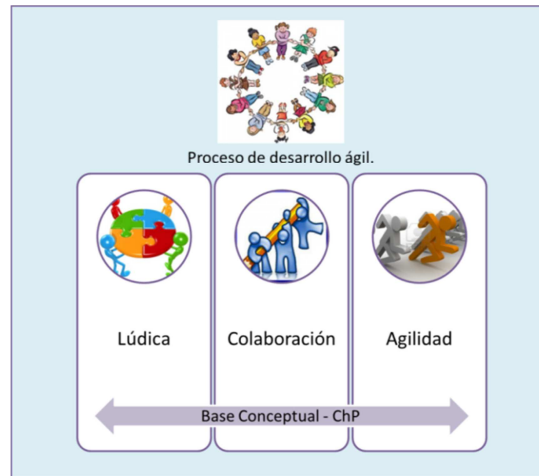 Proceso de desarrollo ágil.
Lúdica
Colaboración
Agilidad
Base Conceptual - ChP